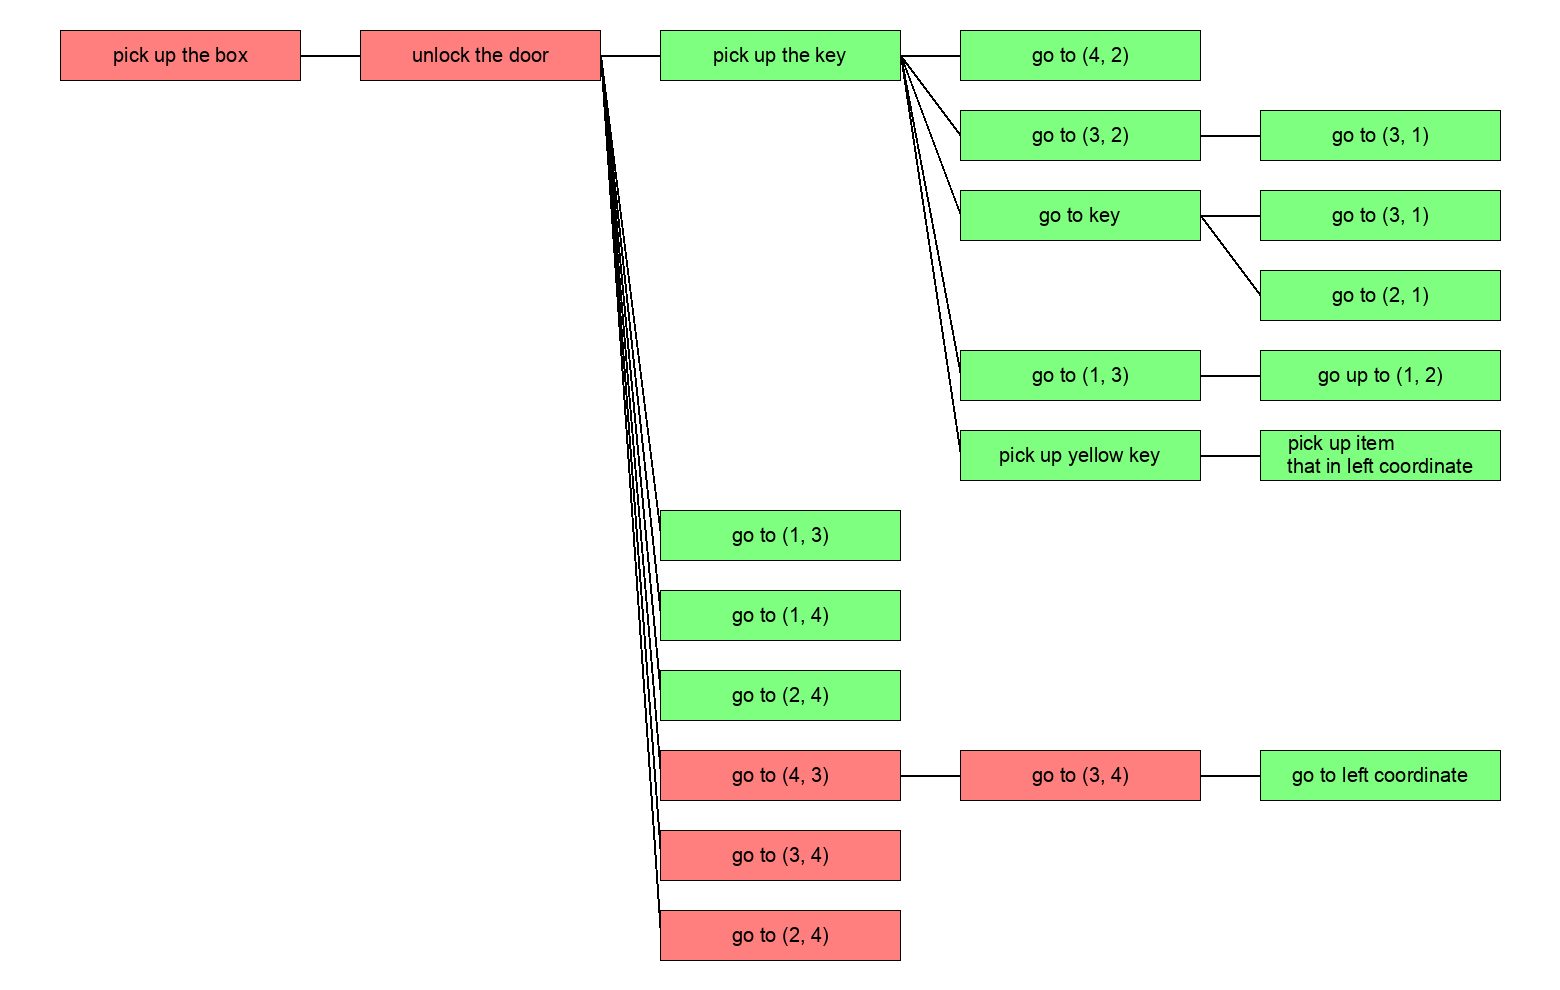 pick up the box
unlock the door
pick up the key
go to (4, 2)
go to (3, 2)
go to (3, 1)
go to key
go to (3, 1)
go to (2, 1)
go to (1, 3)
go up to (1, 2)
pick up yellow key
pick up item
that in left coordinate
go to (1, 3)
go to (1, 4)
go to (2, 4)
go to (4, 3)
go to (3, 4)
go to left coordinate
go to (3, 4)
go to (2, 4)